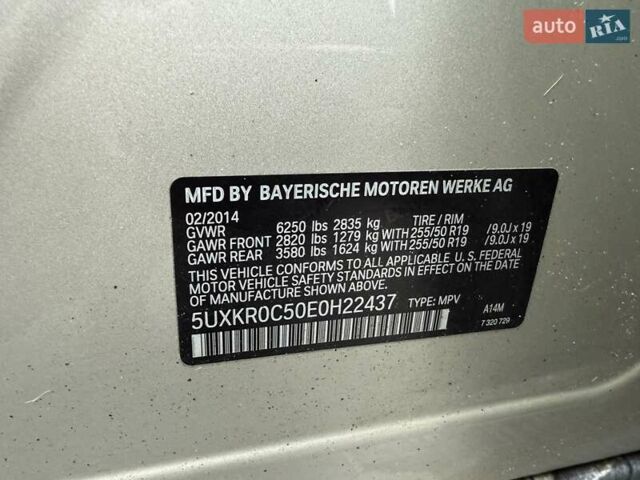 auto RIA.com
MFD BY BAYERISCHE MOTOREN WERKE AG
02/2014
GVWR 6250 lbs 2835 kg TIRE / RIM
GAWR FRONT 2820 lbs 1279 kg WITH 255/50 R19 /9.0J x 19
GAWR REAR 3580 lbs 1624 kg WITH 255/50 R19 /9.0J x 19
THIS VEHICLE CONFORMS TO ALL APPLICABLE U. S. FEDERAL
MOTOR VEHICLE SAFETY STANDARDS IN EFFECT ON THE DATE
OF MANUFACTURE SHOWN ABOVE.
5UXKR0C50E0H22437 TYPE: MPV A14M
7 320 729